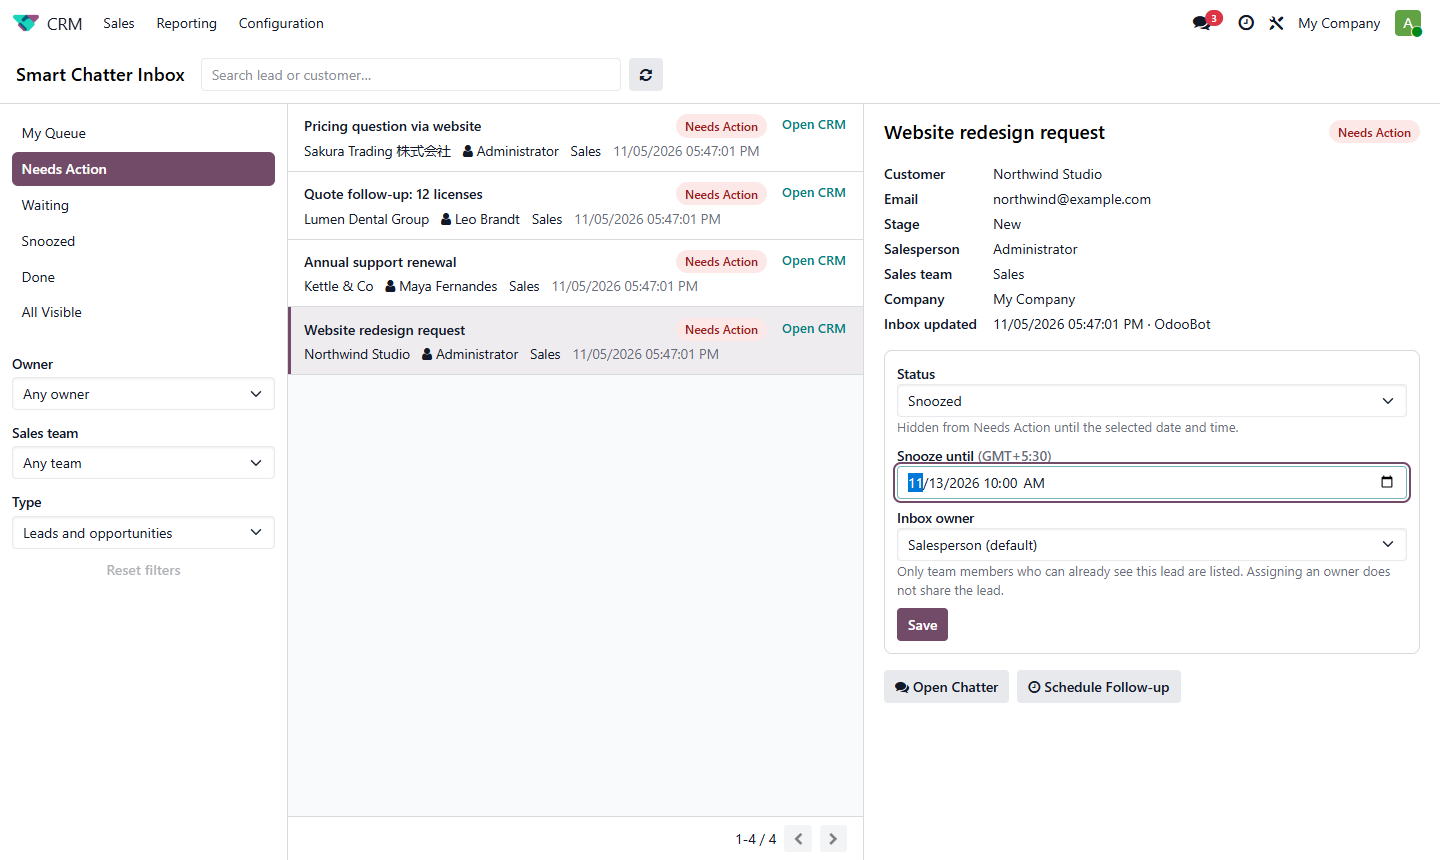 CRM Sales Reporting Configuration 3 My Company A
Smart Chatter Inbox Search lead or customer...
My Queue
Needs Action
Waiting
Snoozed
Done
All Visible
Owner
Any owner
Sales team
Any team
Type
Leads and opportunities
Reset filters
Pricing question via website Needs Action Open CRM
Sakura Trading 株式会社 Administrator Sales 11/05/2026 05:47:01 PM
Quote follow-up: 12 licenses Needs Action Open CRM
Lumen Dental Group Leo Brandt Sales 11/05/2026 05:47:01 PM
Annual support renewal Needs Action Open CRM
Kettle & Co Maya Fernandes Sales 11/05/2026 05:47:01 PM
Website redesign request Needs Action Open CRM
Northwind Studio Administrator Sales 11/05/2026 05:47:01 PM
1-4 / 4
Website redesign request Needs Action
Customer Northwind Studio
Email northwind@example.com
Stage New
Salesperson Administrator
Sales team Sales
Company My Company
Inbox updated 11/05/2026 05:47:01 PM · OdooBot
Status
Snoozed
Hidden from Needs Action until the selected date and time.
Snooze until (GMT+5:30)
11/13/2026 10:00 AM
Inbox owner
Salesperson (default)
Only team members who can already see this lead are listed. Assigning an owner does
not share the lead.
Save
Open Chatter Schedule Follow-up